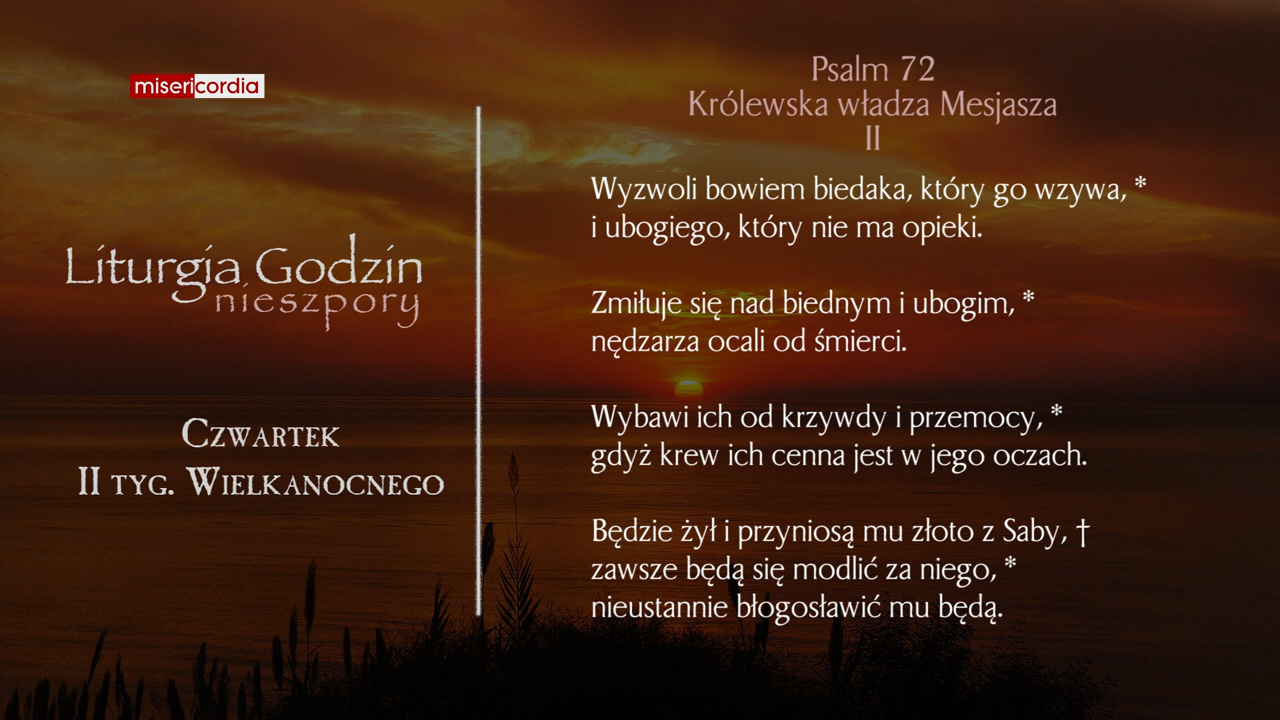 misericordia
Liturgia Godzin
nieszpory
Czwartek
II tyg. Wielkanocnego
Psalm 72
Królewska władza Mesjasza
II
Wyzwoli bowiem biedaka, który go wzywa, *
i ubogiego, który nie ma opieki.
Zmiłuje się nad biednym i ubogim, *
nędzarza ocali od śmierci.
Wybawi ich od krzywdy i przemocy, *
gdyż krew ich cenna jest w jego oczach.
Będzie żył i przyniosą mu złoto z Saby, †
zawsze będą się modlić za niego, *
nieustannie błogosławić mu będą.